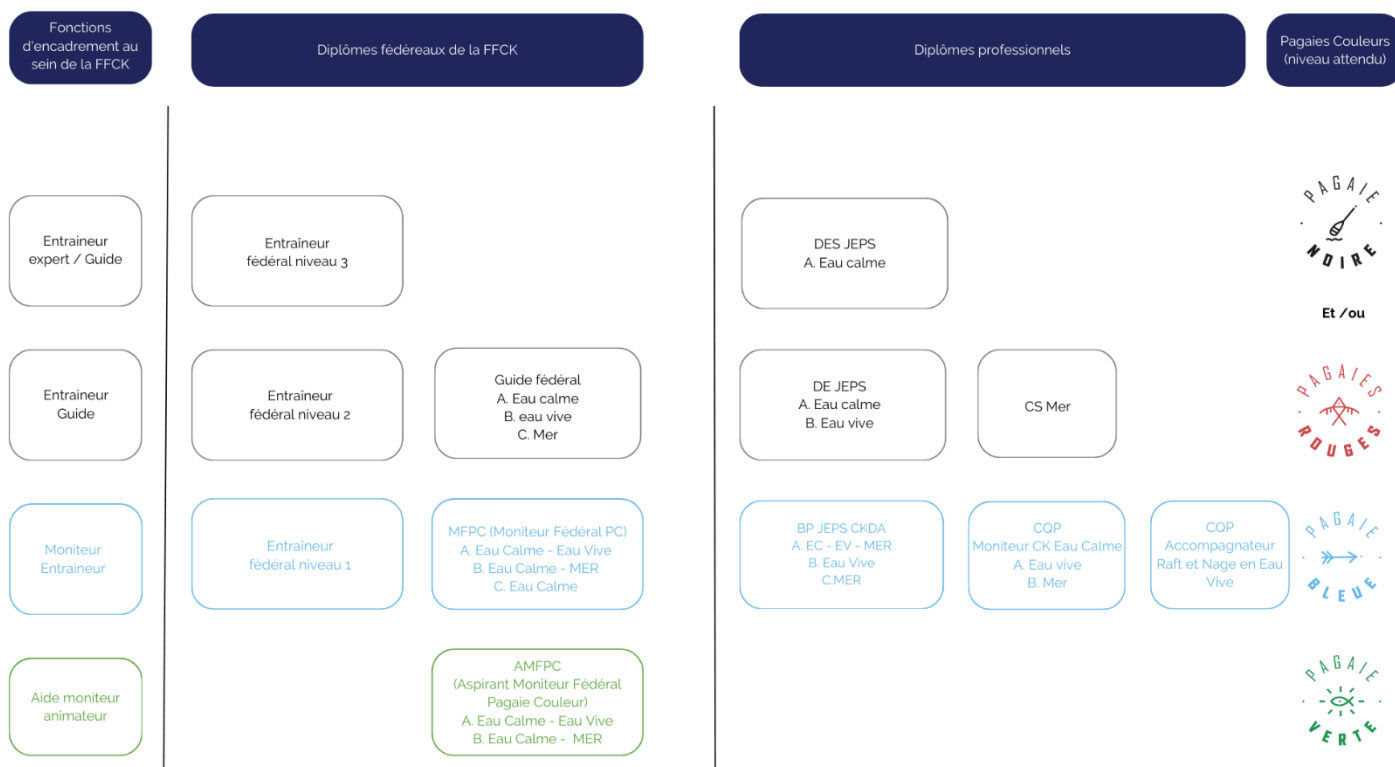 Fonctions
d'encadrement au
sein de la FFCK
Diplômes fédéreaux de la FFCK
Diplômes professionnels
Pagaies Couleurs
(niveau attendu)
Entraineur
expert / Guide
Entraîneur
fédéral niveau 3
DES JEPS
A. Eau calme
PAGAIE
NOIRE
Et /ou
Entraineur
Guide
Entraîneur
fédéral niveau 2
Guide fédéral
A. Eau calme
B. eau vive
C. Mer
DE JEPS
A. Eau calme
B. Eau vive
CS Mer
PAGAIES
ROUGES
Moniteur
Entraineur
Entraîneur
fédéral niveau 1
MFPC (Moniteur Fédéral PC)
A. Eau Calme - Eau Vive
B. Eau Calme - MER
C. Eau Calme
BP JEPS CKDA
A. EC - EV - MER
B. Eau Vive
C.MER
CQP
Moniteur CK Eau Calme
A. Eau vive
B. Mer
CQP
Accompagnateur
Raft et Nage en Eau
Vive
PAGAIE
BLEUE
Aide moniteur
animateur
AMFPC
(Aspirant Moniteur Fédéral
Pagaie Couleur)
A. Eau Calme - Eau Vive
B. Eau Calme - MER
PAGAIE
VERTE